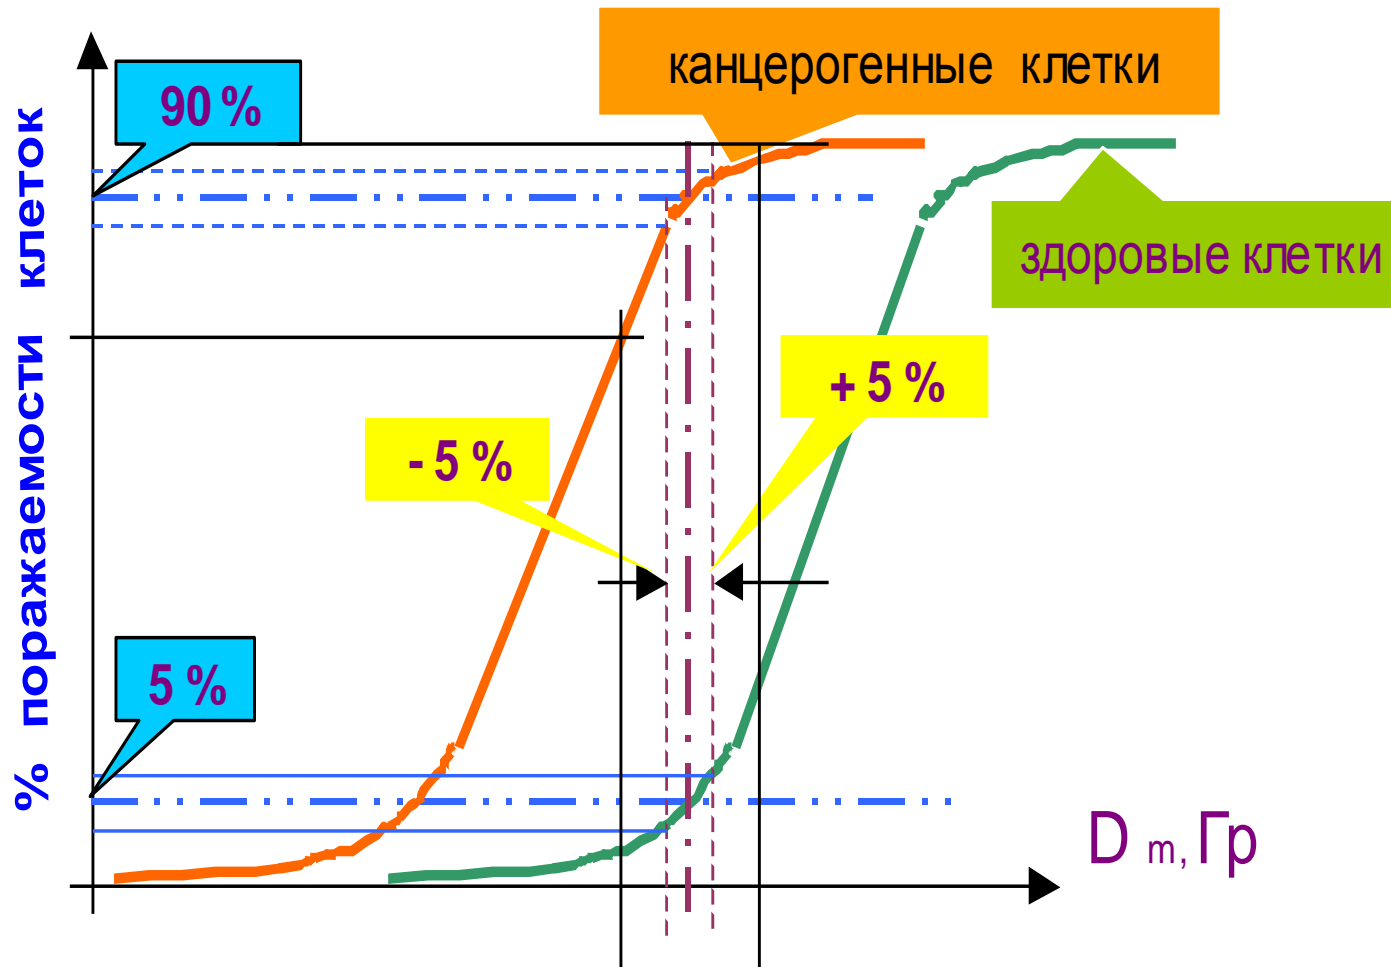 канцерогенные клетки
90 %
здоровые клетки
+ 5 %
- 5 %
5 %
% поражаемости клеток
D m, Гр